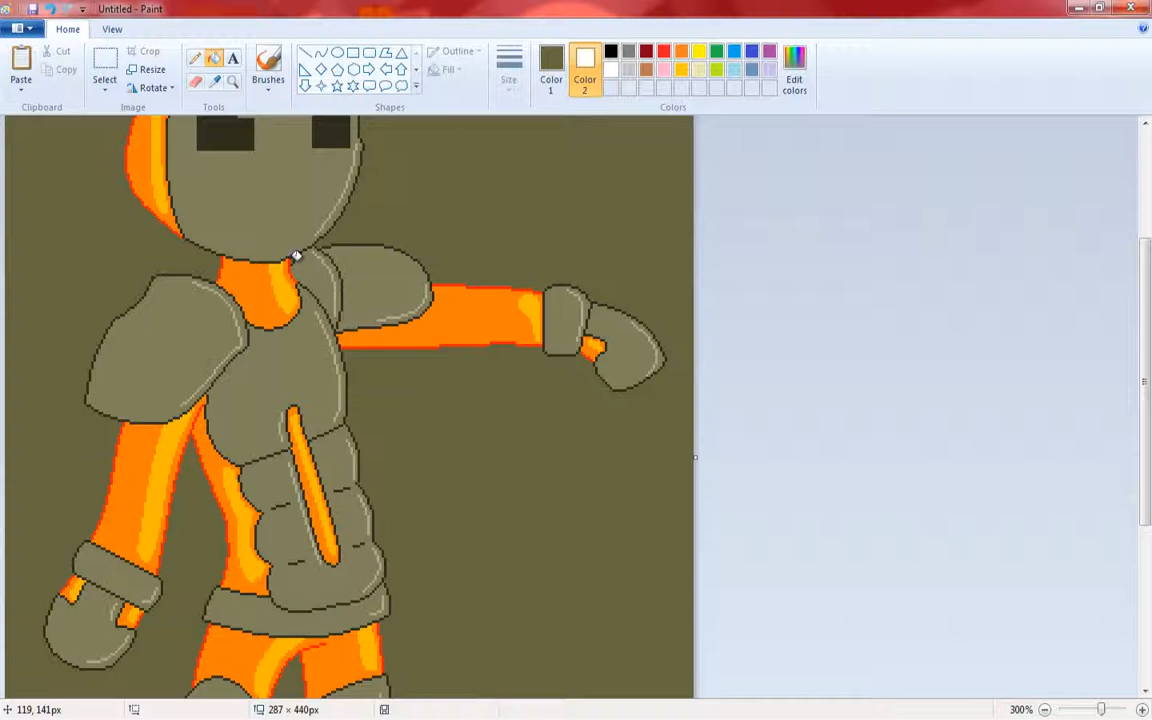 Untitled - Paint
Home View
Paste
Cut
Copy
Clipboard
Select
Crop
Resize
Rotate
Image
A
Tools
Brushes
Outline
Fill
Shapes
Size
Color 1
Color 2
Edit colors
Colors
119, 141px
287 × 440px
300%